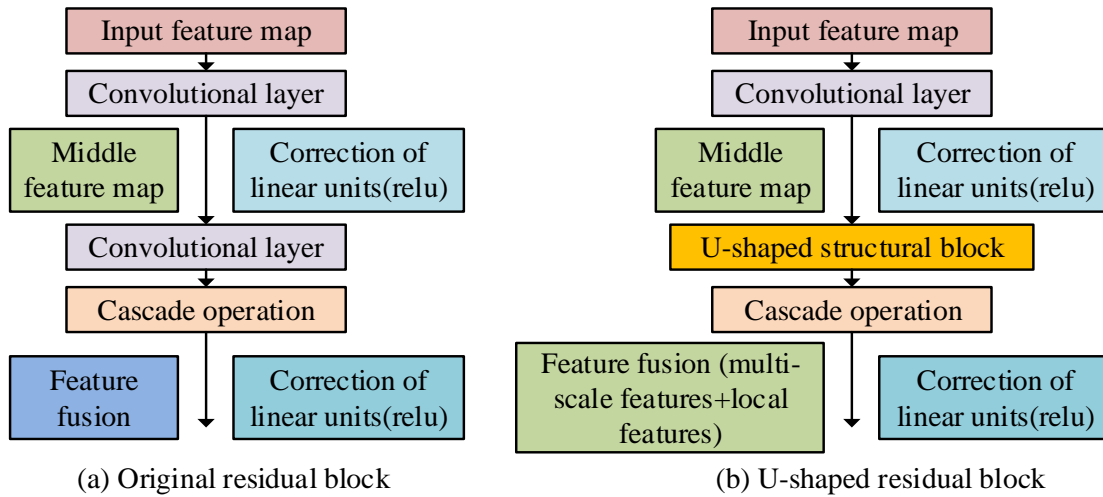 Input feature map
Convolutional layer
Middle
feature map
Correction of
linear units(relu)
Convolutional layer
Cascade operation
Feature
fusion
Correction of
linear units(relu)
(a) Original residual block
Input feature map
Convolutional layer
Middle
feature map
Correction of
linear units(relu)
U-shaped structural block
Cascade operation
Feature fusion (multi-
scale features+local
features)
Correction of
linear units(relu)
(b) U-shaped residual block